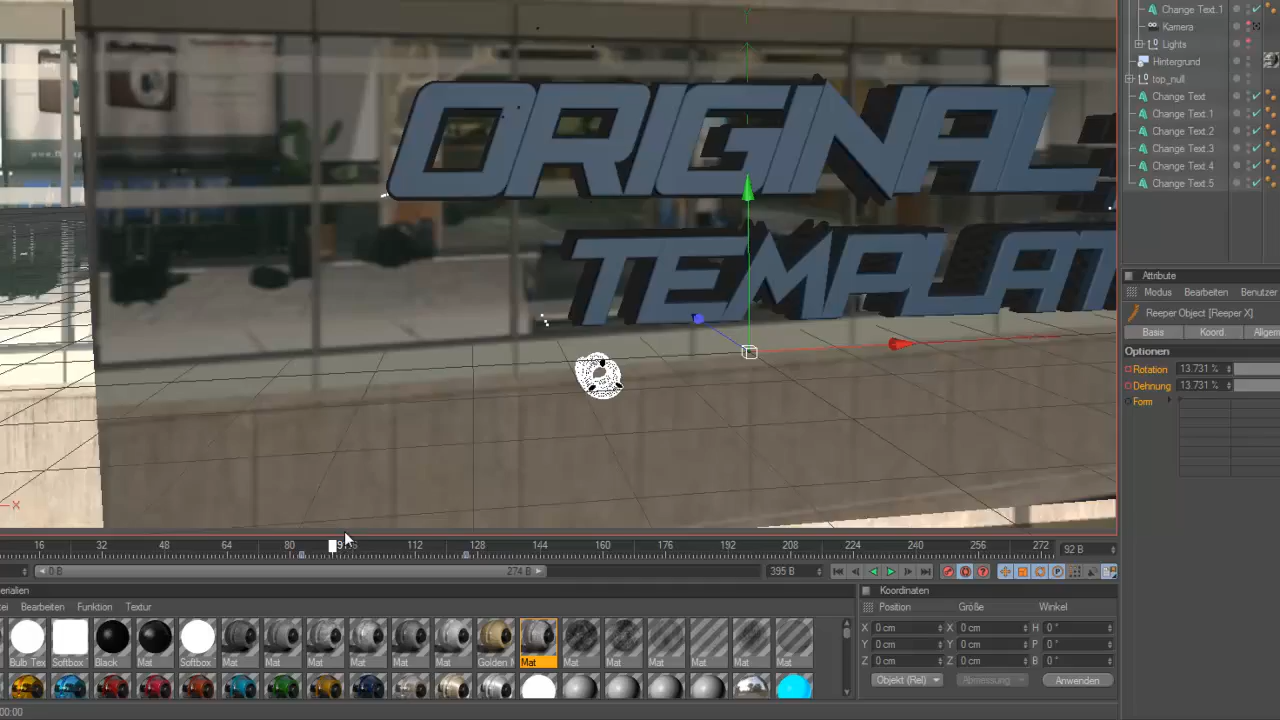 Change Text.1
Kamera
Lights
Hintergrund
top_null
Change Text
Change Text.1
Change Text.2
Change Text.3
Change Text.4
Change Text.5
ORIGINAL
TEMPLAT
Attribute
Modus Bearbeiten Benutzer
Reeper Object [Reeper X]
Basis Koord Allgem
Optionen
Rotation 13.731 %
Dehnung 13.731 %
Form
X
16 32 48 64 80 112 128 144 160 176 192 208 224 240 256 272 92 B
0 B 274 B 395 B
erialien
Bearbeiten Funktion Textur
Bulb Tex Softbox Black Mat Softbox Mat Mat Mat Mat Mat Mat Golden M Mat Mat Mat Mat Mat Mat Mat
Koordinaten
Position Größe Winkel
X 0 cm X 0 cm H 0 °
Y 0 cm Y 0 cm P 0 °
Z 0 cm Z 0 cm B 0 °
Objekt (Rel) Abmessung Anwenden
00:00